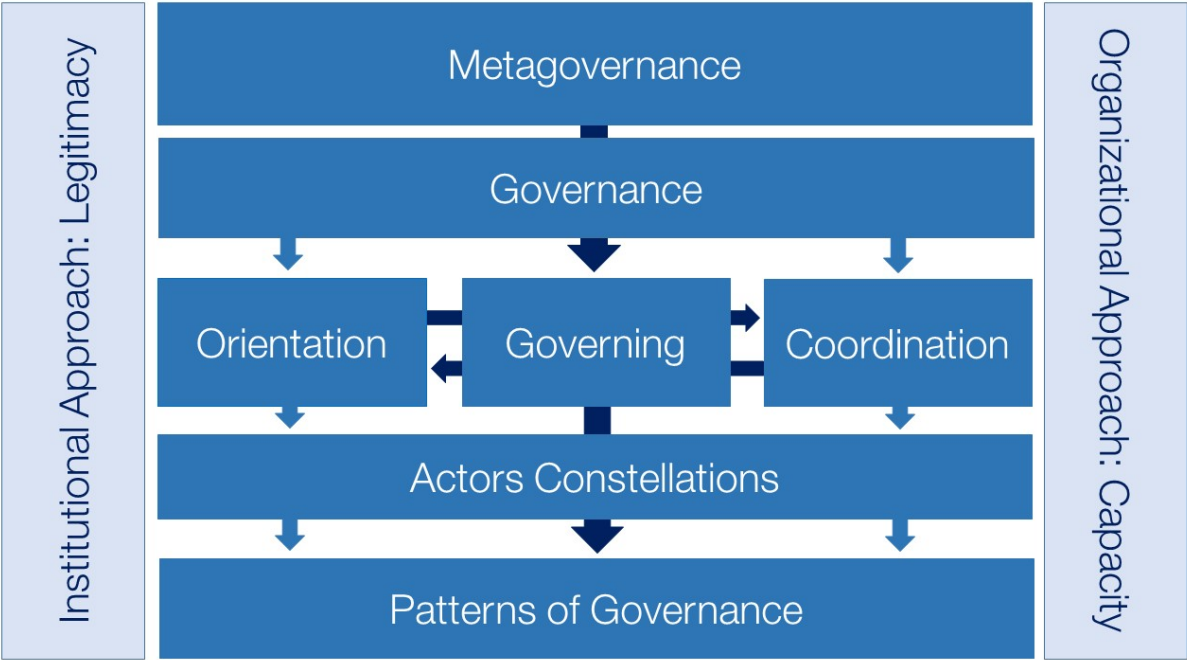 Institutional Approach: Legitimacy
Metagovernance
Governance
Orientation
Governing
Coordination
Actors Constellations
Patterns of Governance
Organizational Approach: Capacity